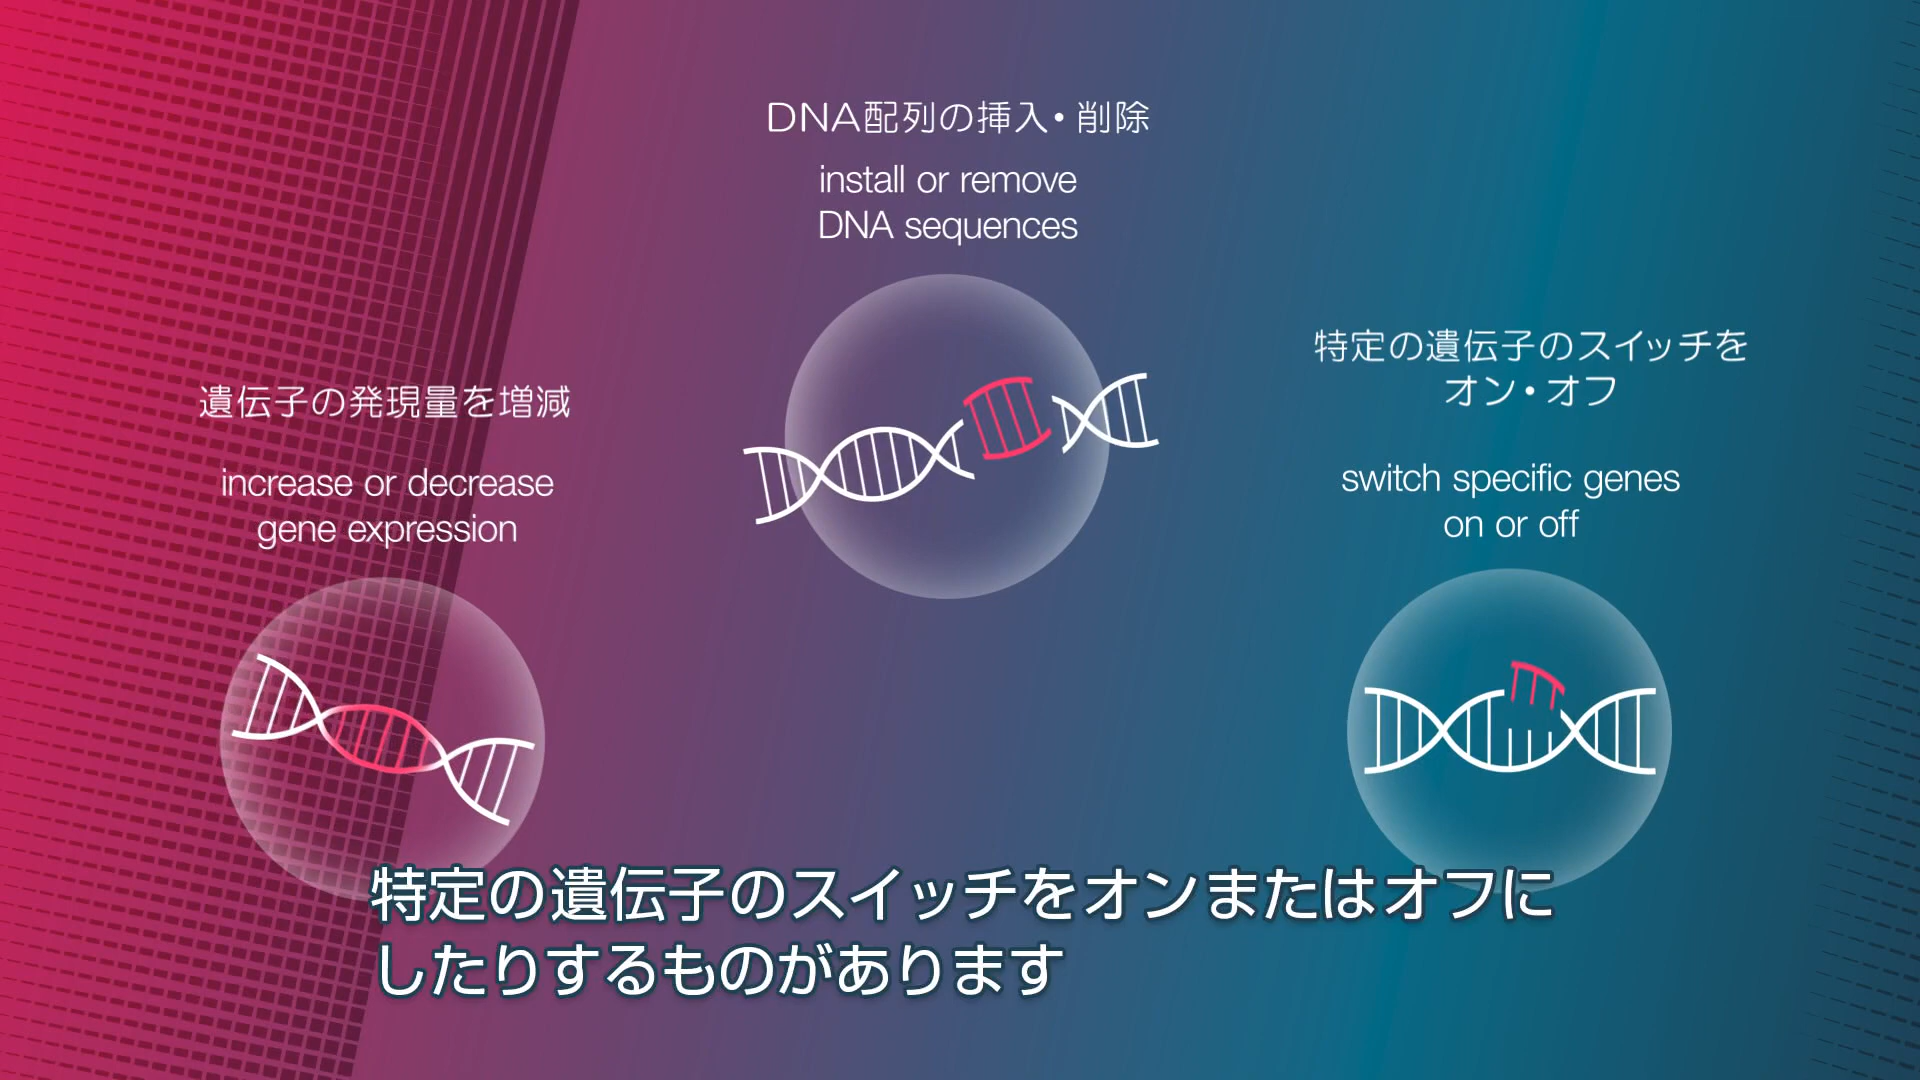 DNA配列の挿入・削除
install or remove
DNA sequences
特定の遺伝子のスイッチを
オン・オフ
switch specific genes
on or off
遺伝子の発現量を増減
increase or decrease
gene expression
特定の遺伝子のスイッチをオンまたはオフに
したりするものがあります